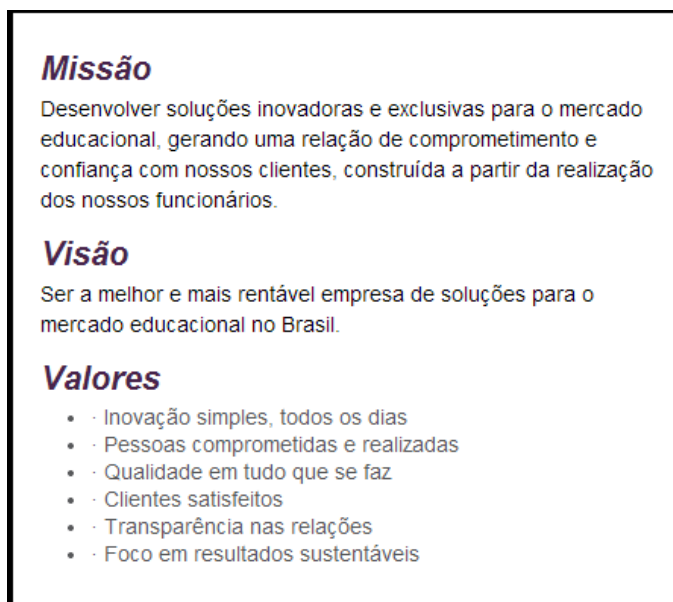 Missão
Desenvolver soluções inovadoras e exclusivas para o mercado
educacional, gerando uma relação de comprometimento e
confiança com nossos clientes, construída a partir da realização
dos nossos funcionários.
Visão
Ser a melhor e mais rentável empresa de soluções para o
mercado educacional no Brasil.
Valores
• · Inovação simples, todos os dias
• · Pessoas comprometidas e realizadas
• · Qualidade em tudo que se faz
• · Clientes satisfeitos
• · Transparência nas relações
• · Foco em resultados sustentáveis